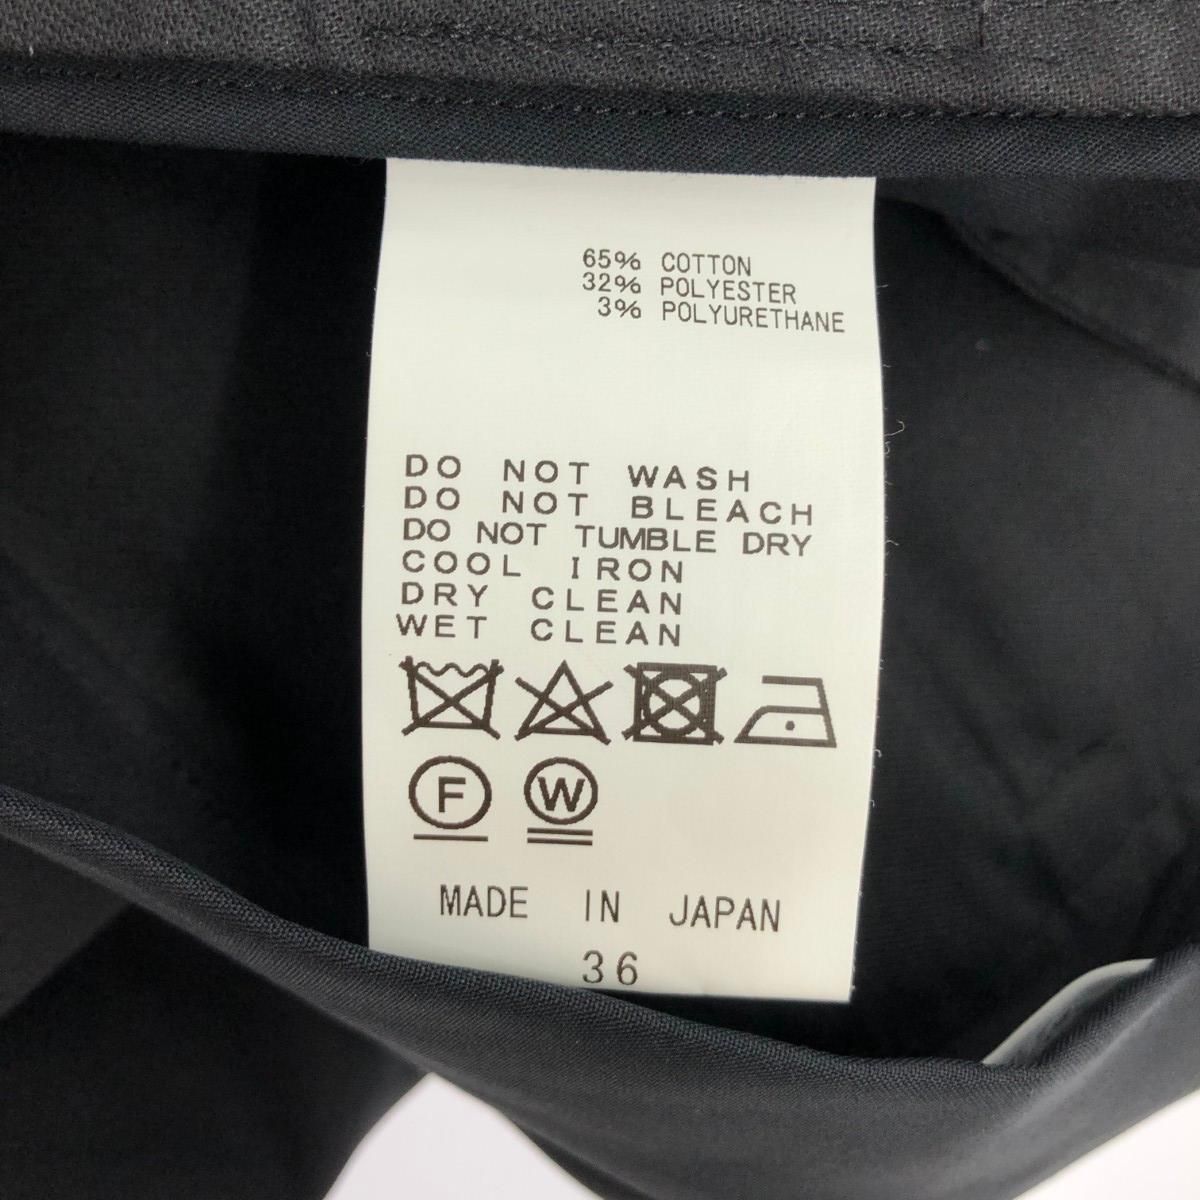 65% COTTON
32% POLYESTER
3% POLYURETHANE
DO NOT WASH
DO NOT BLEACH
DO NOT TUMBLE DRY
COOL IRON
DRY CLEAN
WET CLEAN
F W
MADE IN JAPAN
36